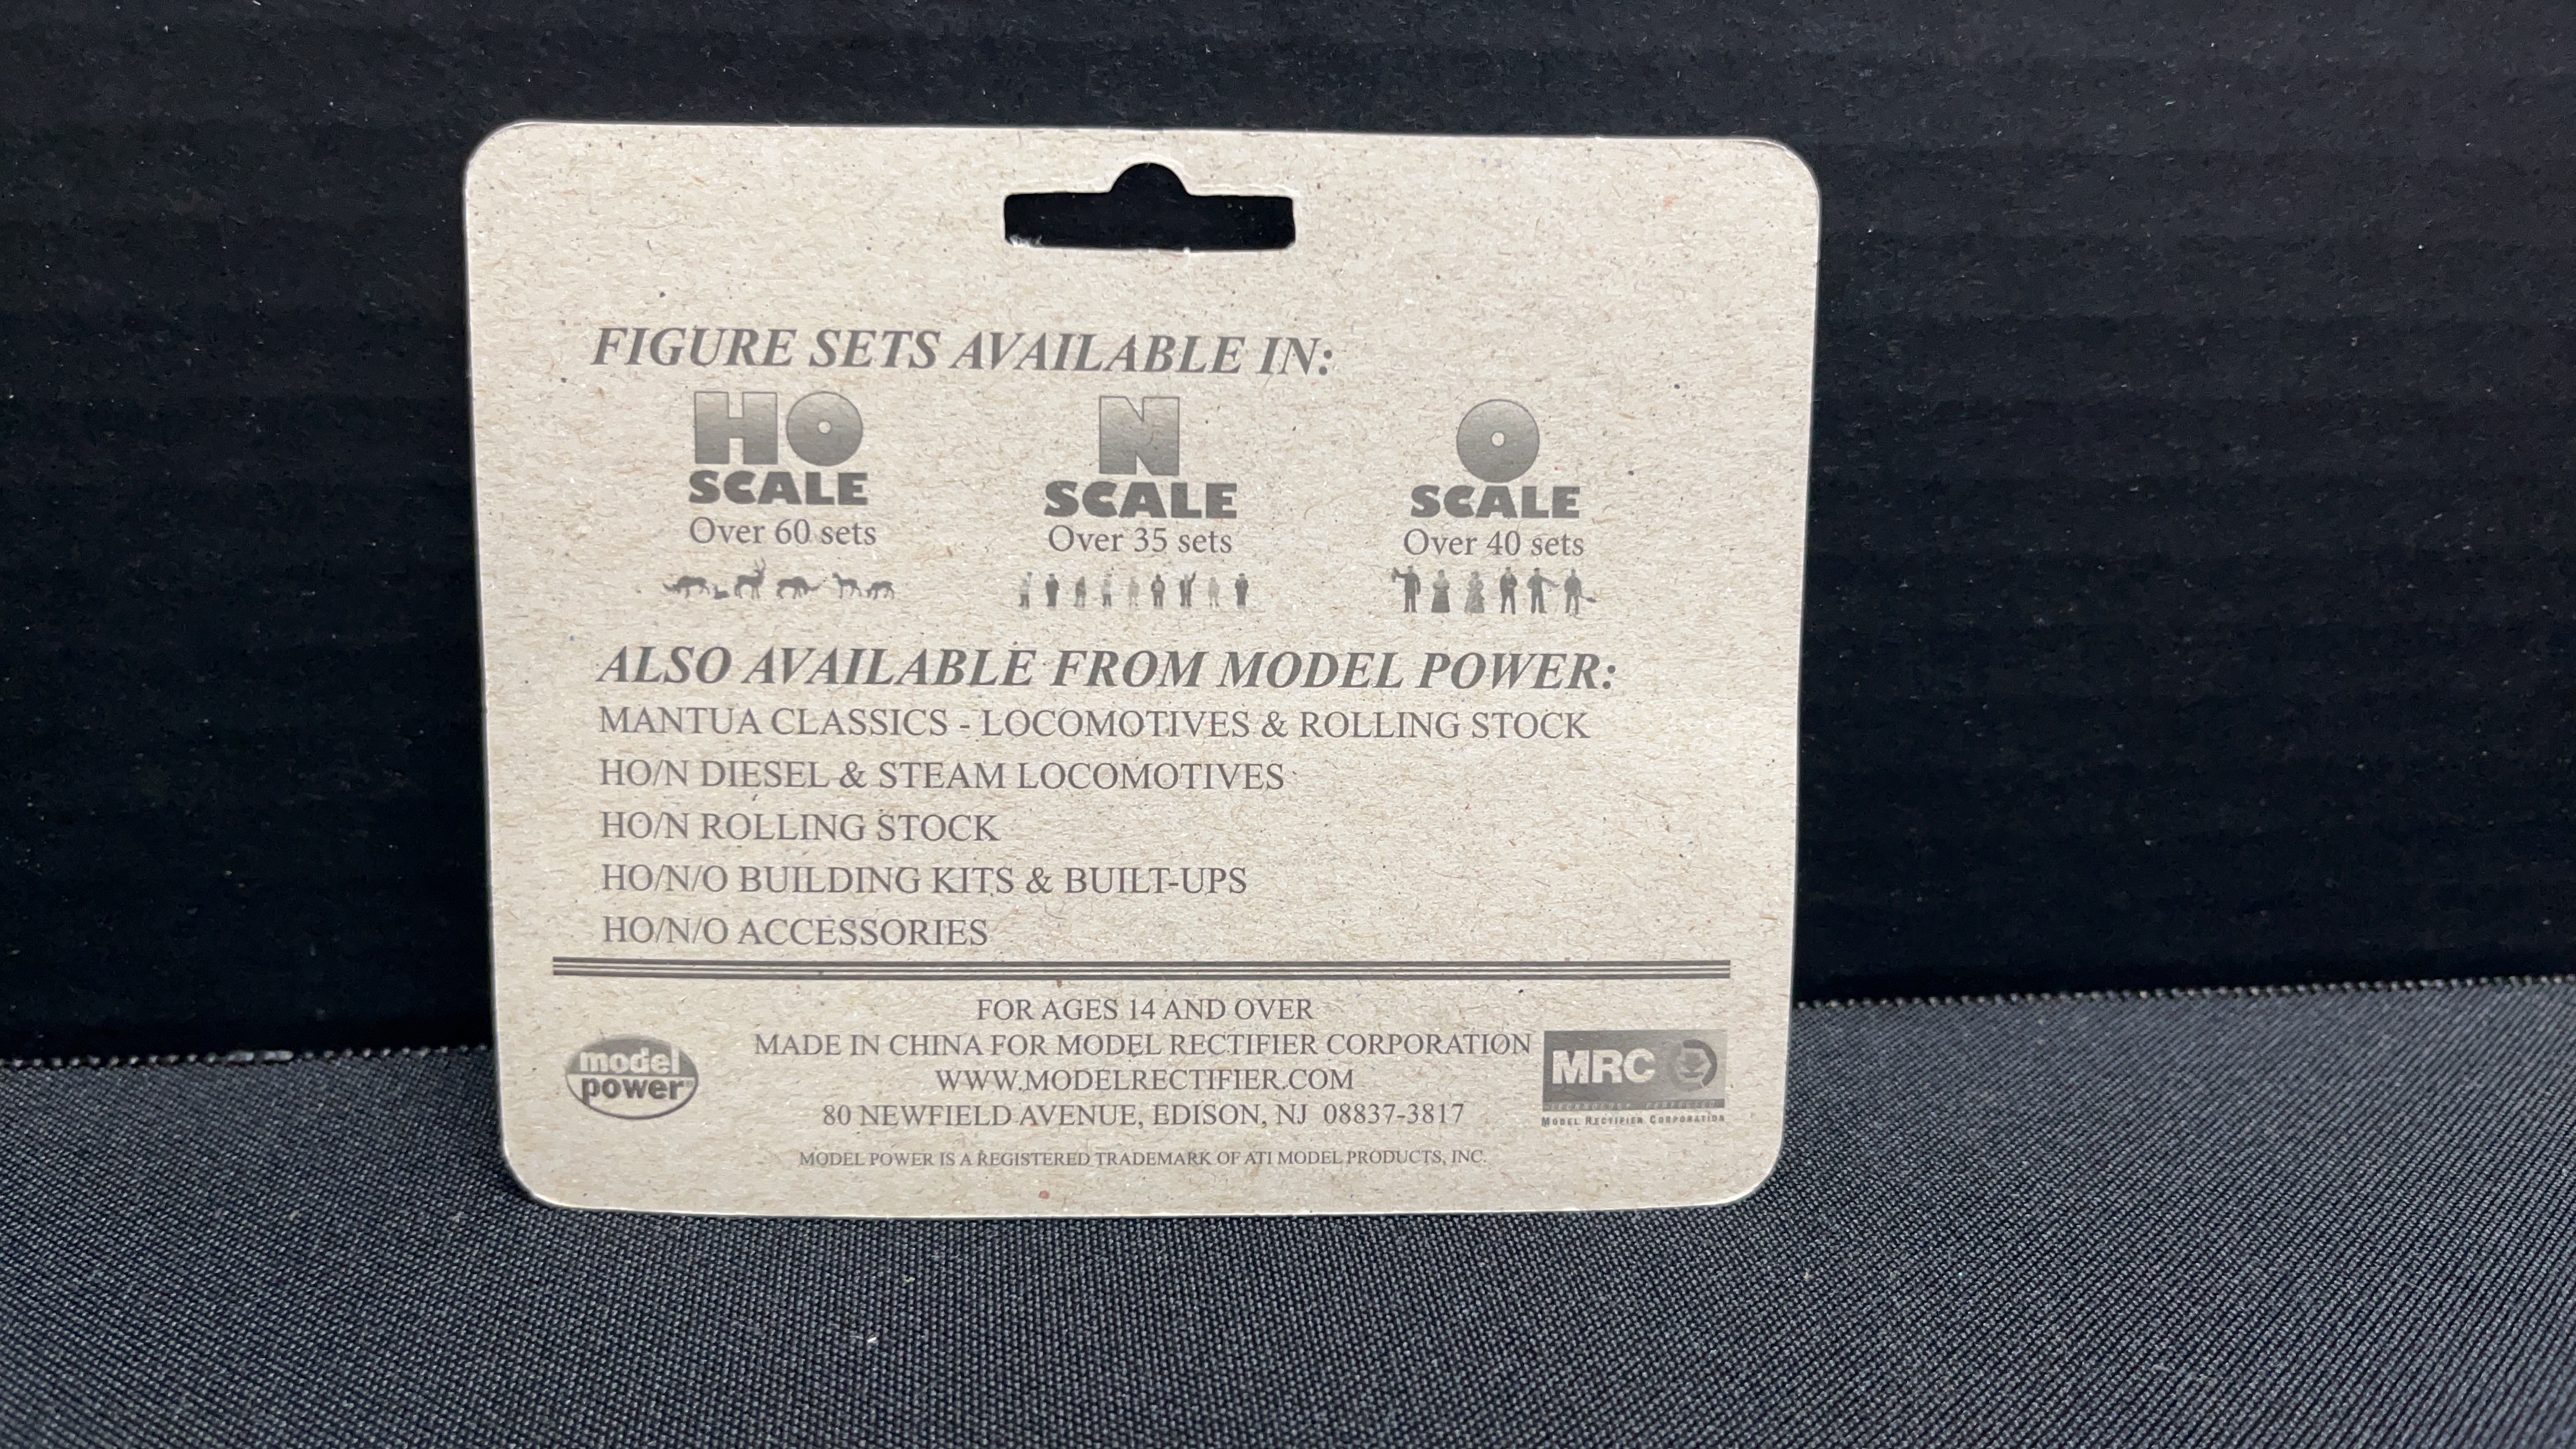 FIGURE SETS AVAILABLE IN:
HO SCALE
Over 60 sets
N SCALE
Over 35 sets
O SCALE
Over 40 sets
ALSO AVAILABLE FROM MODEL POWER:
MANTUA CLASSICS - LOCOMOTIVES & ROLLING STOCK
HO/N DIESEL & STEAM LOCOMOTIVES
HO/N ROLLING STOCK
HO/N/O BUILDING KITS & BUILT-UPS
HO/N/O ACCESSORIES
FOR AGES 14 AND OVER
MADE IN CHINA FOR MODEL RECTIFIER CORPORATION
WWW.MODELRECTIFIER.COM
80 NEWFIELD AVENUE, EDISON, NJ 08837-3817
MODEL POWER IS A REGISTERED TRADEMARK OF ATI MODEL PRODUCTS, INC.
model
power
MRC
MODEL RECTIFIER CORPORATION